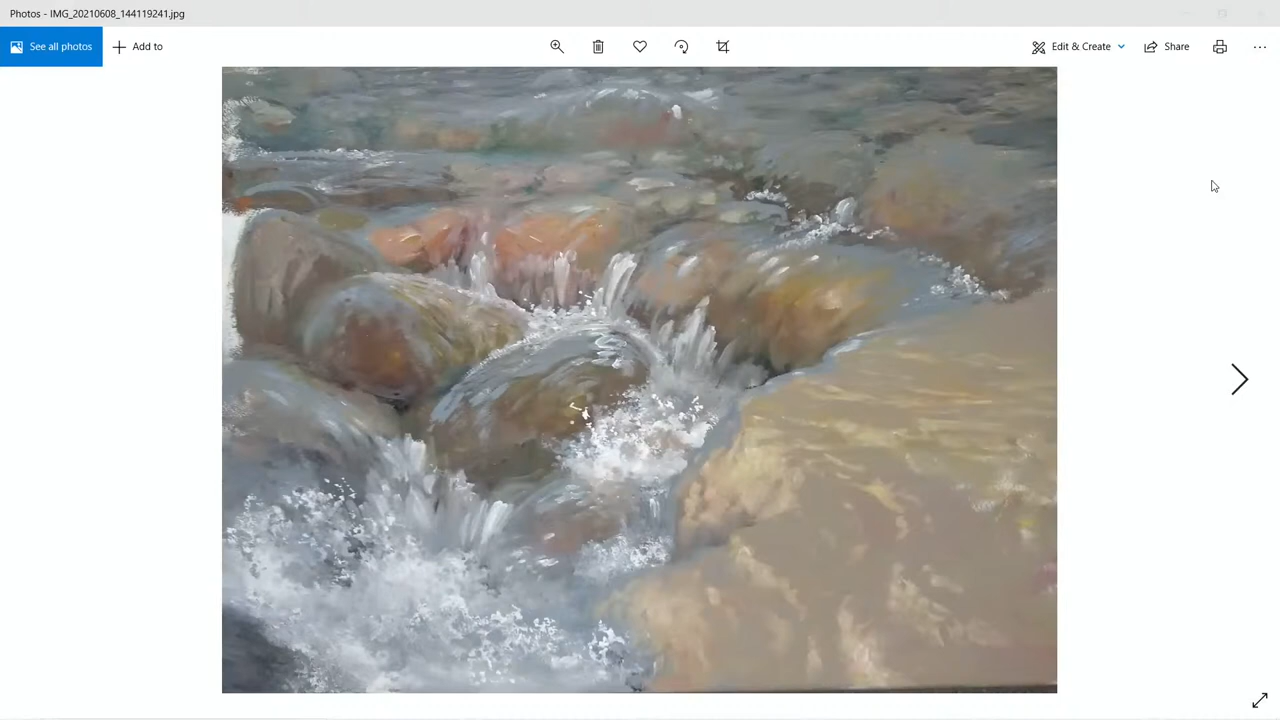 Photos - IMG_20210608_144119241.jpg
See all photos
Add to
Edit & Create
Share